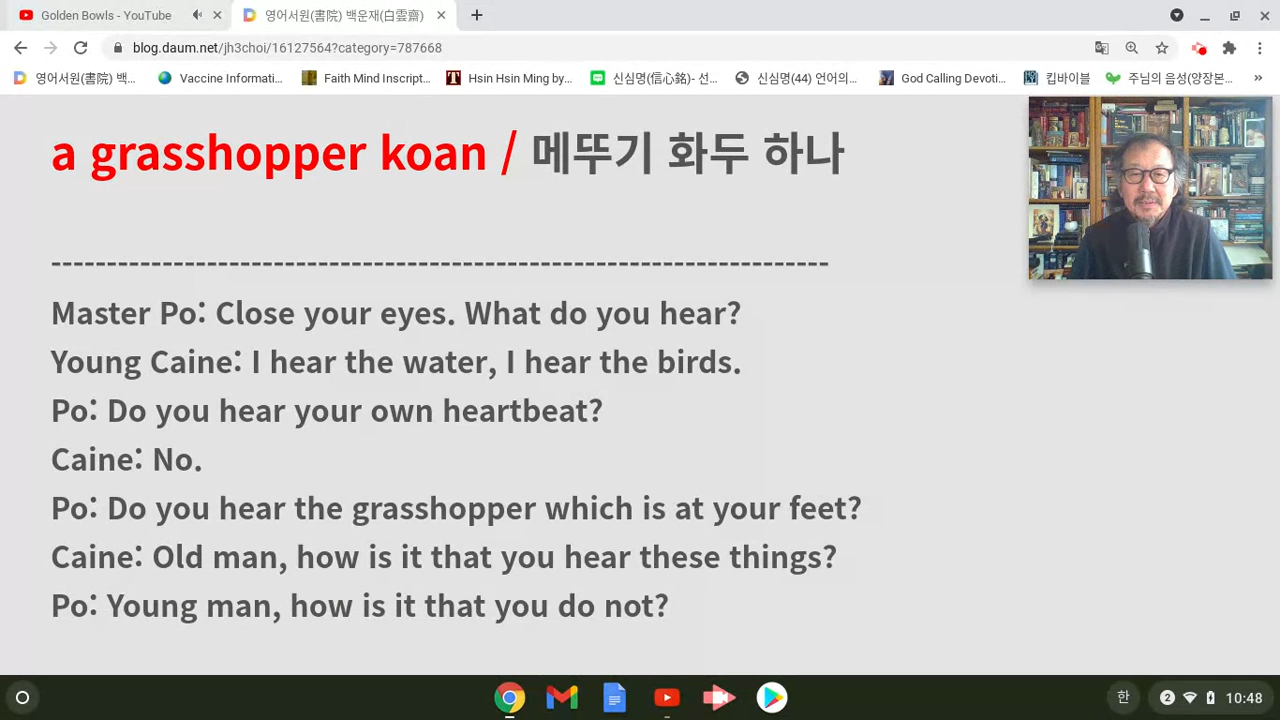 Golden Bowls - YouTube
영어서원(書院) 백운재(白雲齋)
blog.daum.net/jh3choi/16127564?category=787668
영어서원(書院) 백...
Vaccine Informati...
Faith Mind Inscript...
Hsin Hsin Ming by...
신심명(信心銘)- 선...
신심명(44) 언어의...
God Calling Devoti...
킵바이블
주님의 음성(양장본...
»
a grasshopper koan / 메뚜기 화두 하나
----------------------------------------------------------------------
Master Po: Close your eyes. What do you hear?
Young Caine: I hear the water, I hear the birds.
Po: Do you hear your own heartbeat?
Caine: No.
Po: Do you hear the grasshopper which is at your feet?
Caine: Old man, how is it that you hear these things?
Po: Young man, how is it that you do not?
한
2
10:48